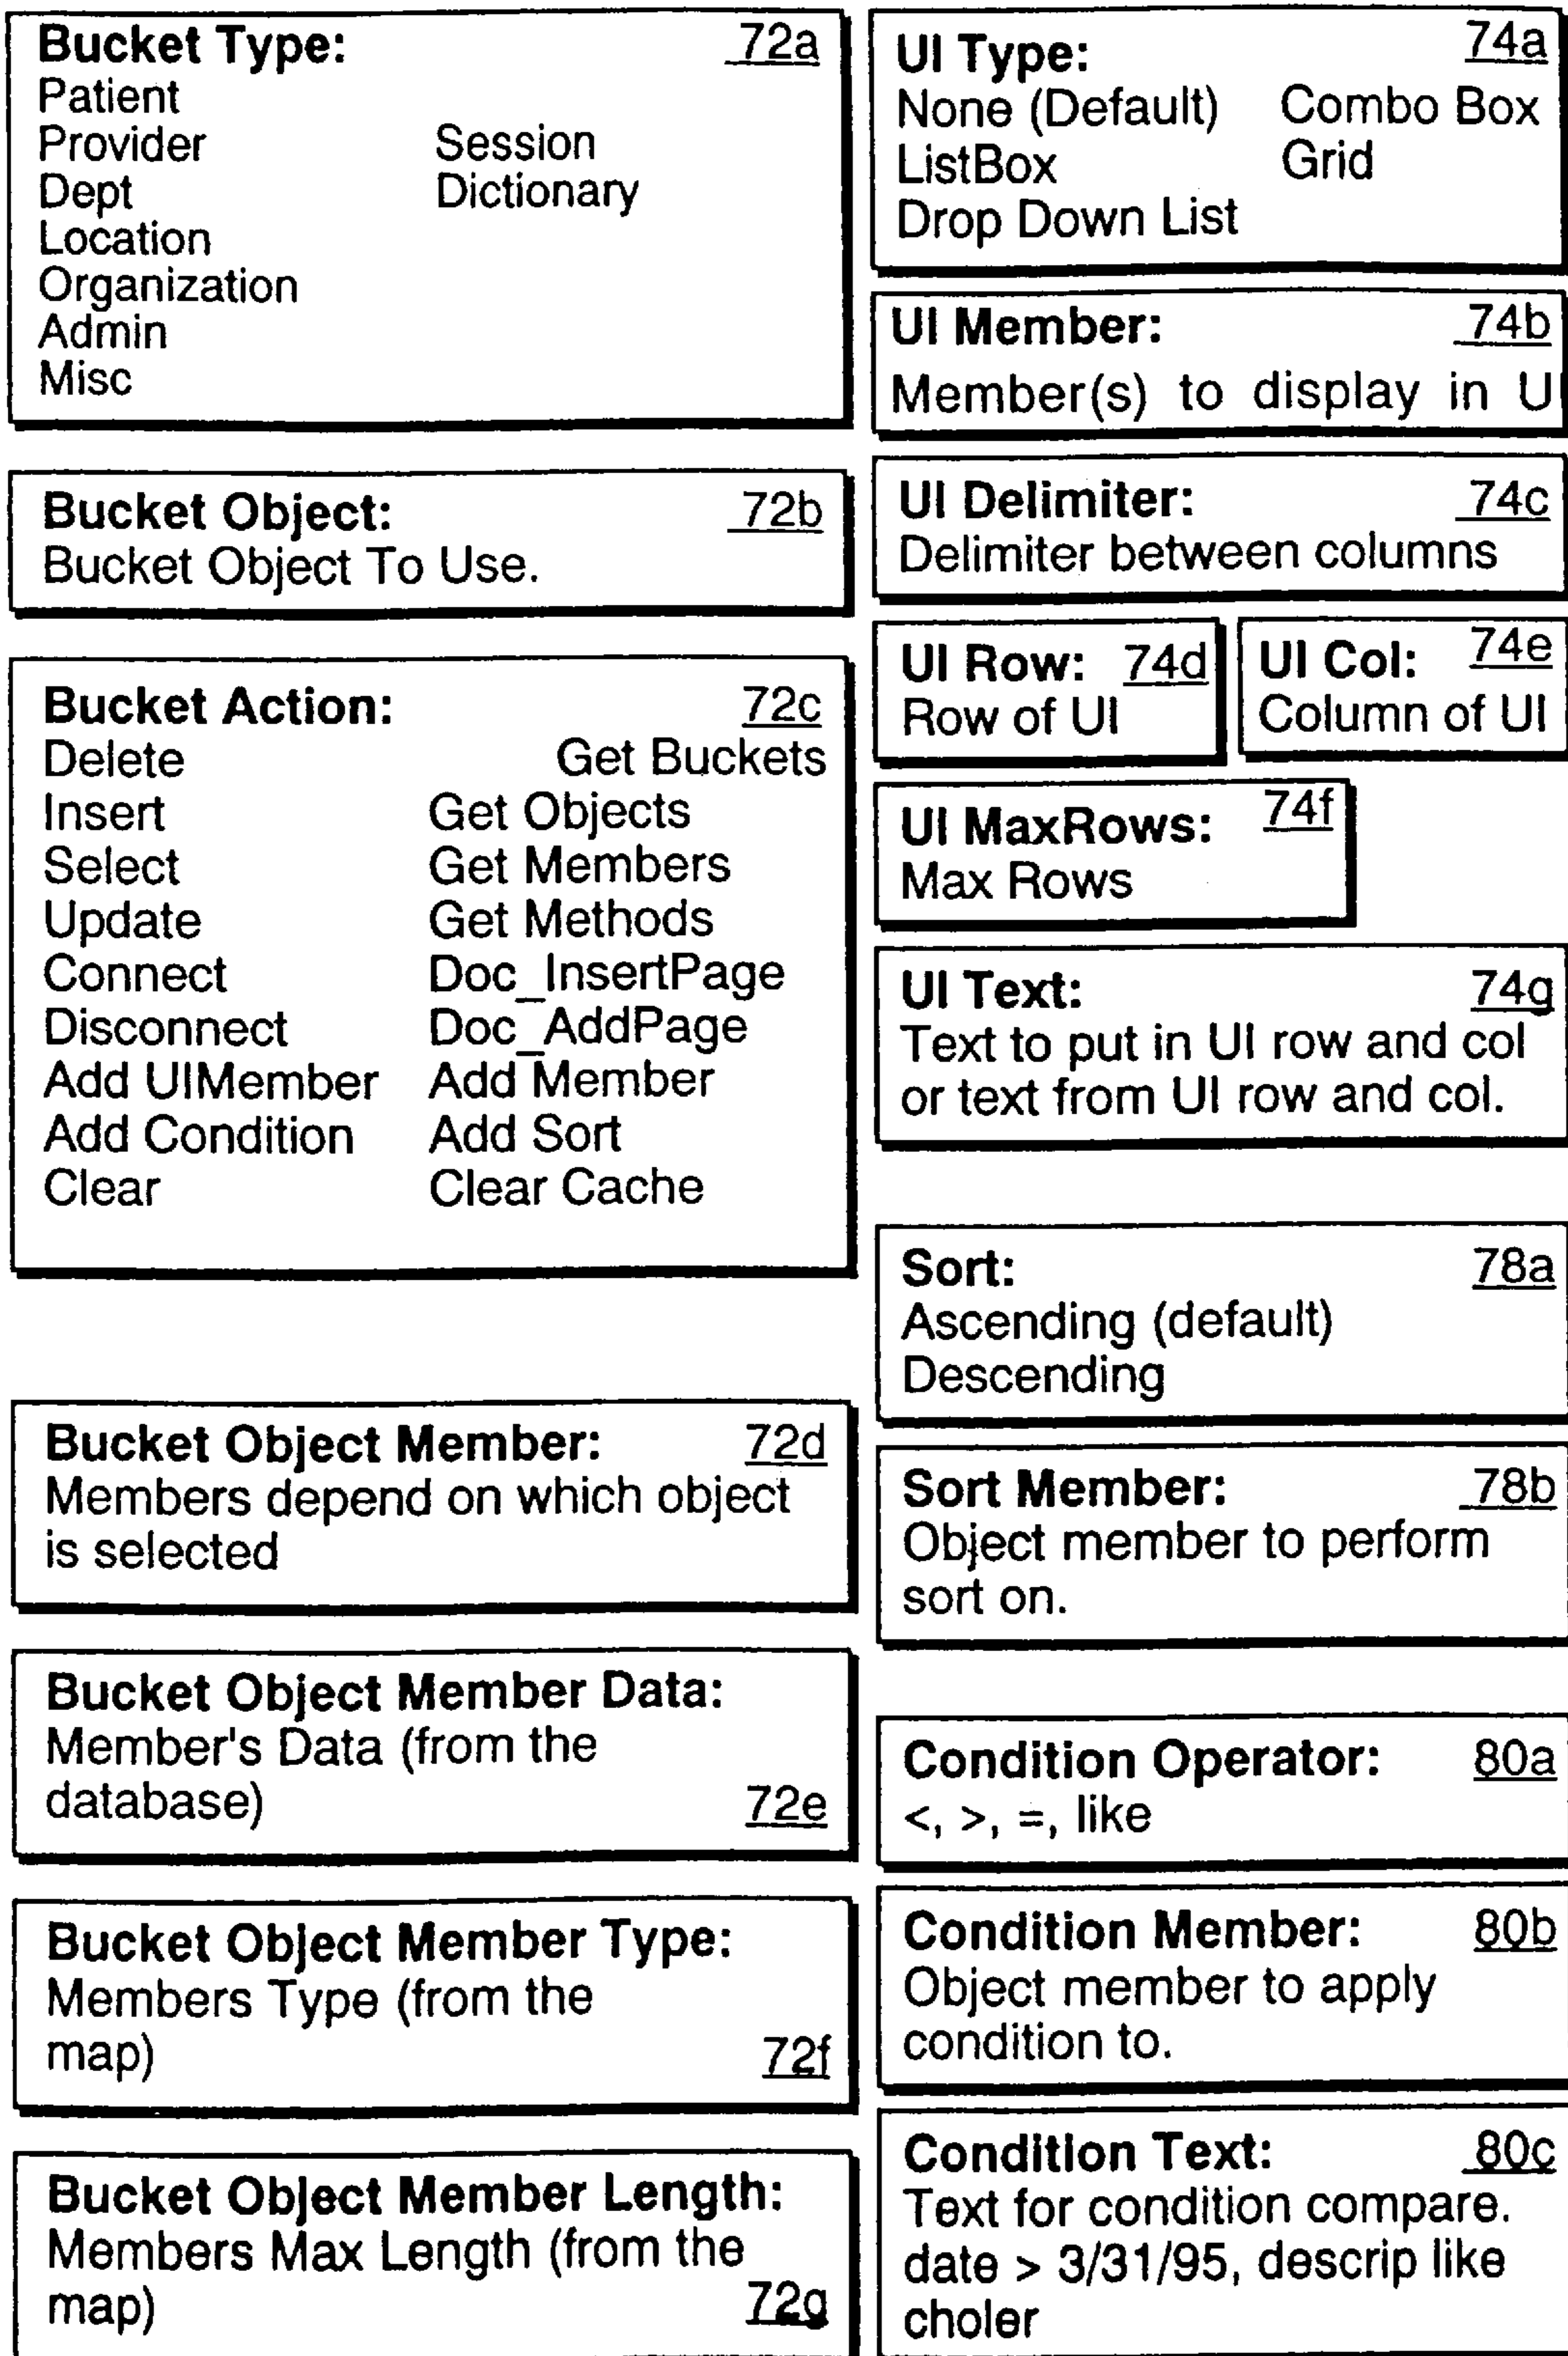 Bucket Type: 72a
Patient
Provider Session
Dept Dictionary
Location
Organization
Admin
Misc
Bucket Object: 72b
Bucket Object To Use.
Bucket Action: 72c
Delete Get Buckets
Insert Get Objects
Select Get Members
Update Get Methods
Connect Doc_InsertPage
Disconnect Doc_AddPage
Add UIMember Add Member
Add Condition Add Sort
Clear Clear Cache
Bucket Object Member: 72d
Members depend on which object
is selected
Bucket Object Member Data:
Member's Data (from the
database) 72e
Bucket Object Member Type:
Members Type (from the
map) 72f
Bucket Object Member Length:
Members Max Length (from the
map) 72g
UI Type: 74a
None (Default) Combo Box
ListBox Grid
Drop Down List
UI Member: 74b
Member(s) to display in UI
UI Delimiter: 74c
Delimiter between columns
UI Row: 74d
Row of UI
UI Col: 74e
Column of UI
UI MaxRows: 74f
Max Rows
UI Text: 74g
Text to put in UI row and col
or text from UI row and col.
Sort: 78a
Ascending (default)
Descending
Sort Member: 78b
Object member to perform
sort on.
Condition Operator: 80a
<, >, =, like
Condition Member: 80b
Object member to apply
condition to.
Condition Text: 80c
Text for condition compare.
date > 3/31/95, descrip like
choler